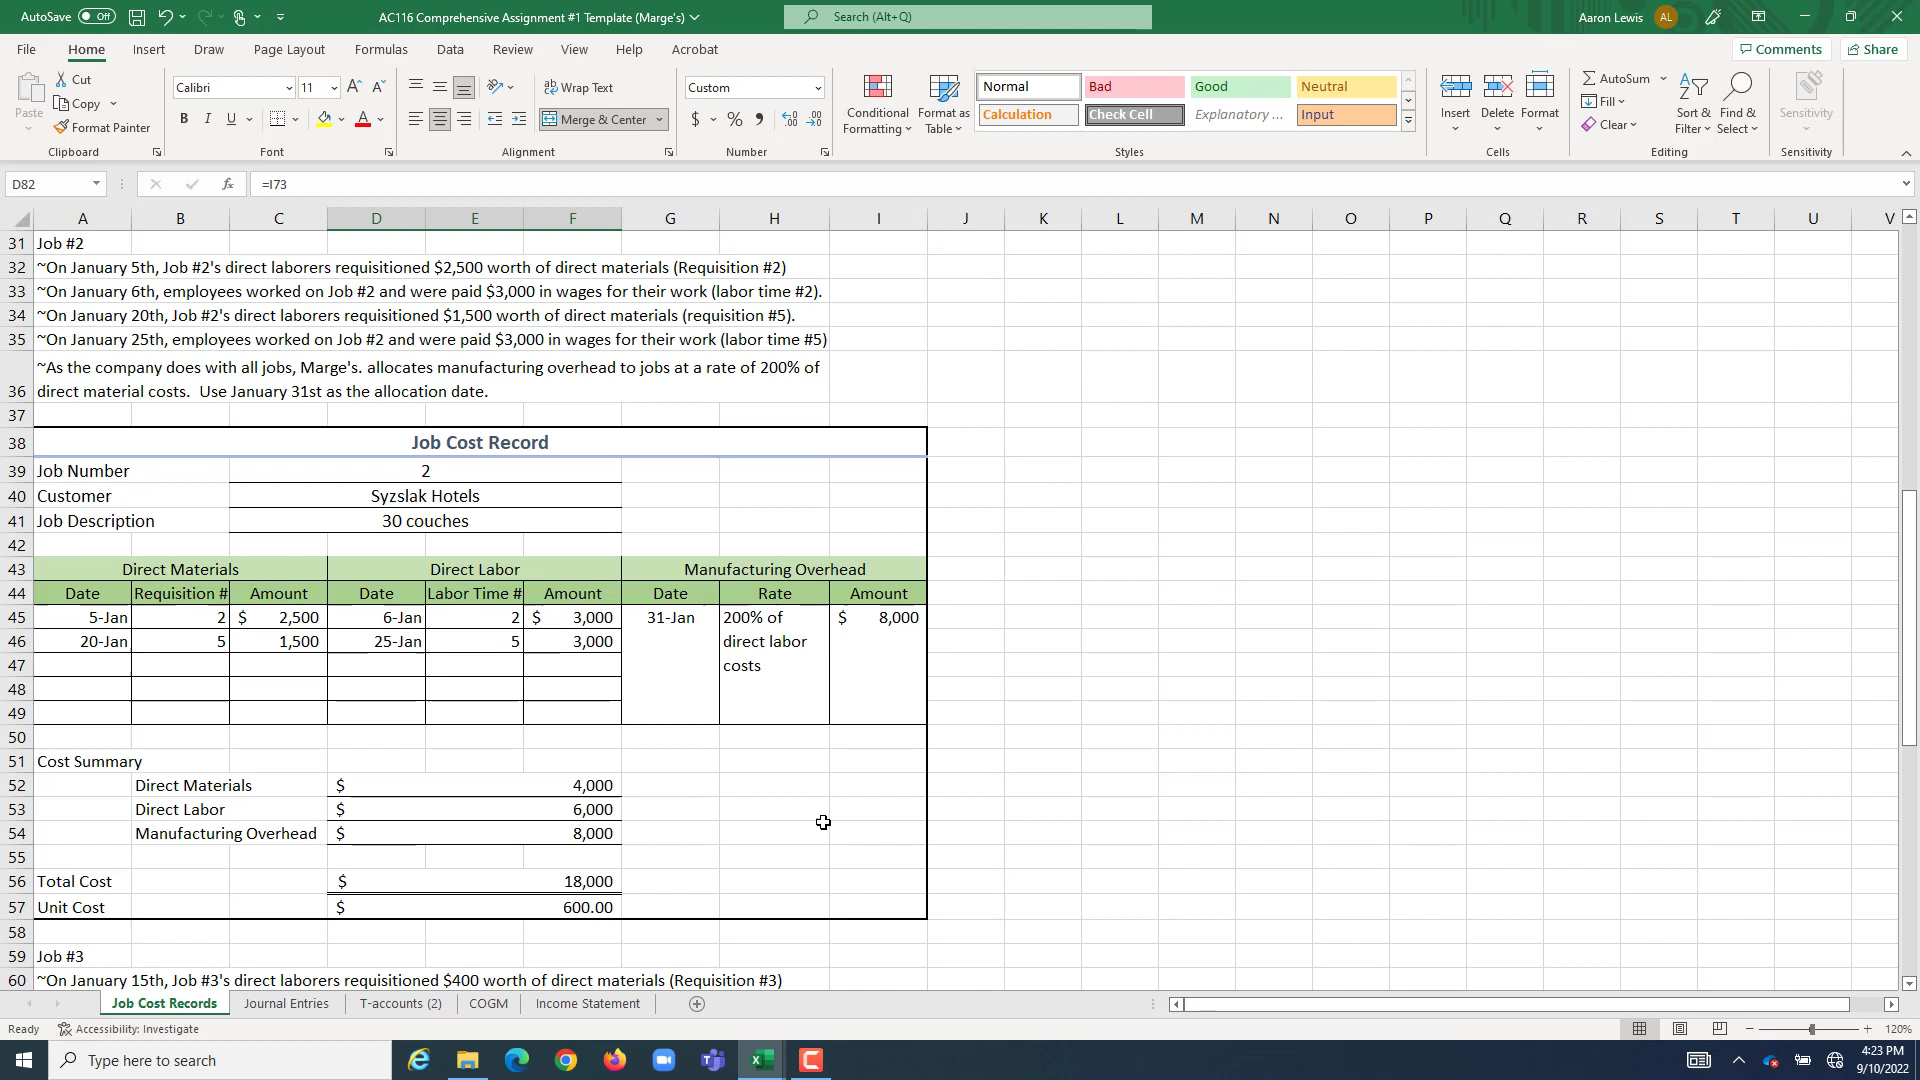 AutoSave Off AC116 Comprehensive Assignment #1 Template (Marge's) Search (Alt+Q) Aaron Lewis AL
File Home Insert Draw Page Layout Formulas Data Review View Help Acrobat Comments Share
Paste Cut Copy Format Painter Clipboard
Calibri 11 A A B I U A Font
Wrap Text Merge & Center Alignment
Custom $ % 9 Number
Conditional Formatting Format as Table Normal Bad Good Neutral
Calculation Check Cell Explanatory ... Input Styles
Insert Delete Format Cells
AutoSum Fill Clear Sort & Filter Find & Select Editing
Sensitivity Sensitivity
D82 fx =I73
A B C D E F G H I J K L M N O P Q R S T U V
31 Job #2
32 ~On January 5th, Job #2's direct laborers requisitioned $2,500 worth of direct materials (Requisition #2)
33 ~On January 6th, employees worked on Job #2 and were paid $3,000 in wages for their work (labor time #2).
34 ~On January 20th, Job #2's direct laborers requisitioned $1,500 worth of direct materials (requisition #5).
35 ~On January 25th, employees worked on Job #2 and were paid $3,000 in wages for their work (labor time #5)
~As the company does with all jobs, Marge's. allocates manufacturing overhead to jobs at a rate of 200% of
36 direct material costs. Use January 31st as the allocation date.
37
38 Job Cost Record
39 Job Number 2
40 Customer Syzslak Hotels
41 Job Description 30 couches
42
43 Direct Materials Direct Labor Manufacturing Overhead
44 Date Requisition # Amount Date Labor Time # Amount Date Rate Amount
45 5-Jan 2 $ 2,500 6-Jan 2 $ 3,000 31-Jan 200% of $ 8,000
46 20-Jan 5 1,500 25-Jan 5 3,000 direct labor
47 costs
48
49
50
51 Cost Summary
52 Direct Materials $ 4,000
53 Direct Labor $ 6,000
54 Manufacturing Overhead $ 8,000
55
56 Total Cost $ 18,000
57 Unit Cost $ 600.00
58
59 Job #3
60 ~On January 15th, Job #3's direct laborers requisitioned $400 worth of direct materials (Requisition #3)
Job Cost Records Journal Entries T-accounts (2) COGM Income Statement
Ready Accessibility: Investigate 120%
Type here to search 4:23 PM
9/10/2022